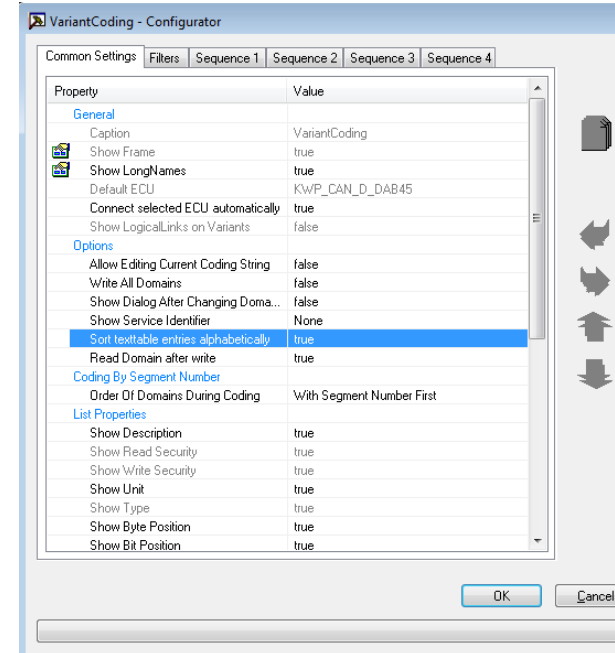 VariantCoding - Configurator
Common Settings Filters Sequence 1 Sequence 2 Sequence 3 Sequence 4
Property Value
General
Caption VariantCoding
Show Frame true
Show LongNames true
Default ECU KWP_CAN_D_DAB45
Connect selected ECU automatically true
Show LogicalLinks on Variants false
Options
Allow Editing Current Coding String false
Write All Domains false
Show Dialog After Changing Doma... false
Show Service Identifier None
Sort texttable entries alphabetically true
Read Domain after write true
Coding By Segment Number
Order Of Domains During Coding With Segment Number First
List Properties
Show Description true
Show Read Security true
Show Write Security true
Show Unit true
Show Type true
Show Byte Position true
Show Bit Position true
OK Cancel